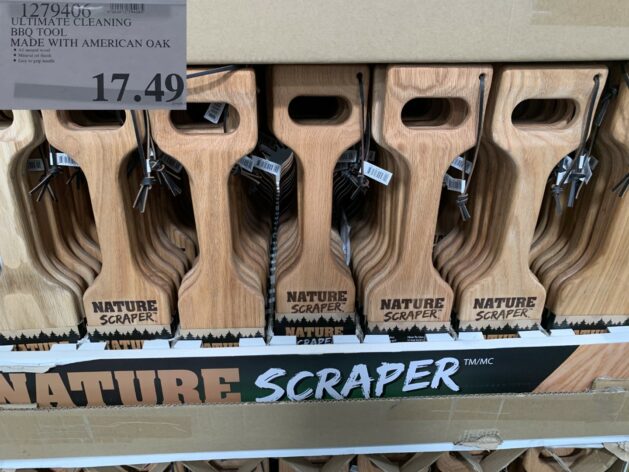 1279406
ULTIMATE CLEANING
BBQ TOOL
MADE WITH AMERICAN OAK
17.49
NATURE
SCRAPER
NATURE
SCRAPER
NATURE
SCRAPER
NATURE
SCRAPER
NATURE
NATURE SCRAPER TM/MC